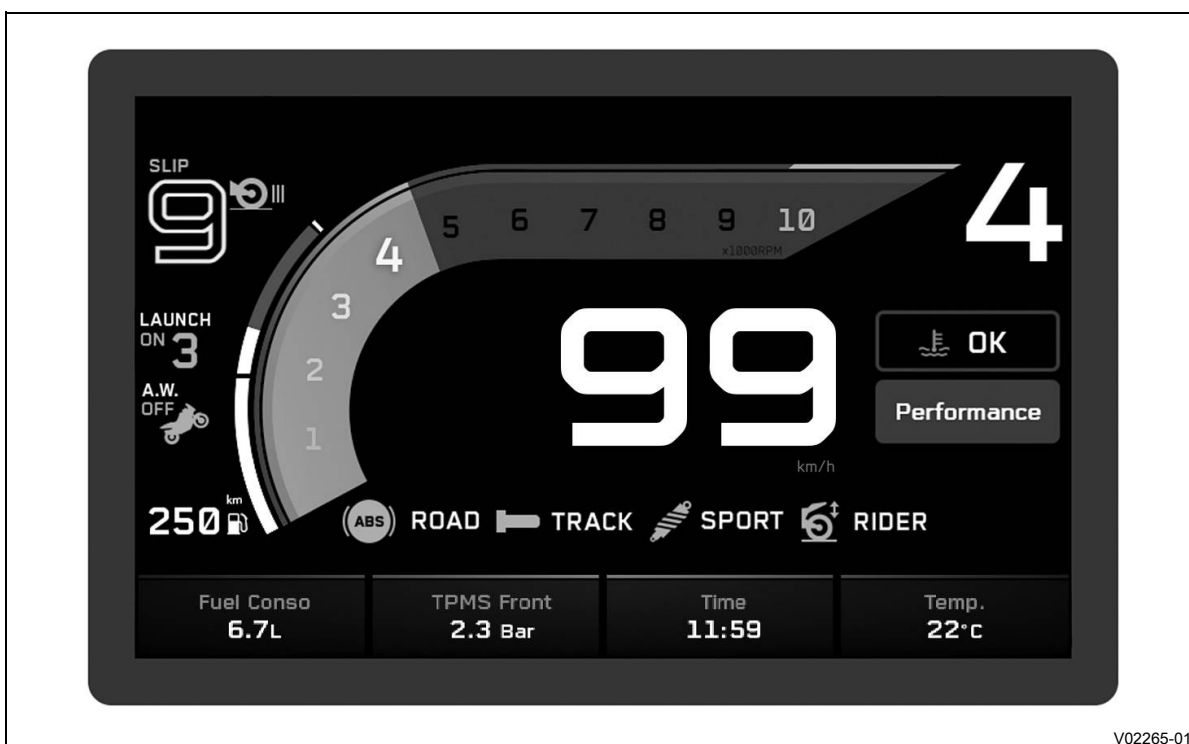 SLIP
9
4
1
2
3
4
5
6
7
8
9
10
x1000RPM
LAUNCH
ON 3
A.W.
OFF
99
km/h
OK
Performance
250 km
ABS ROAD TRACK SPORT RIDER
Fuel Conso TPMS Front Time Temp.
6.7L 2.3 Bar 11:59 22°C
V02265-01